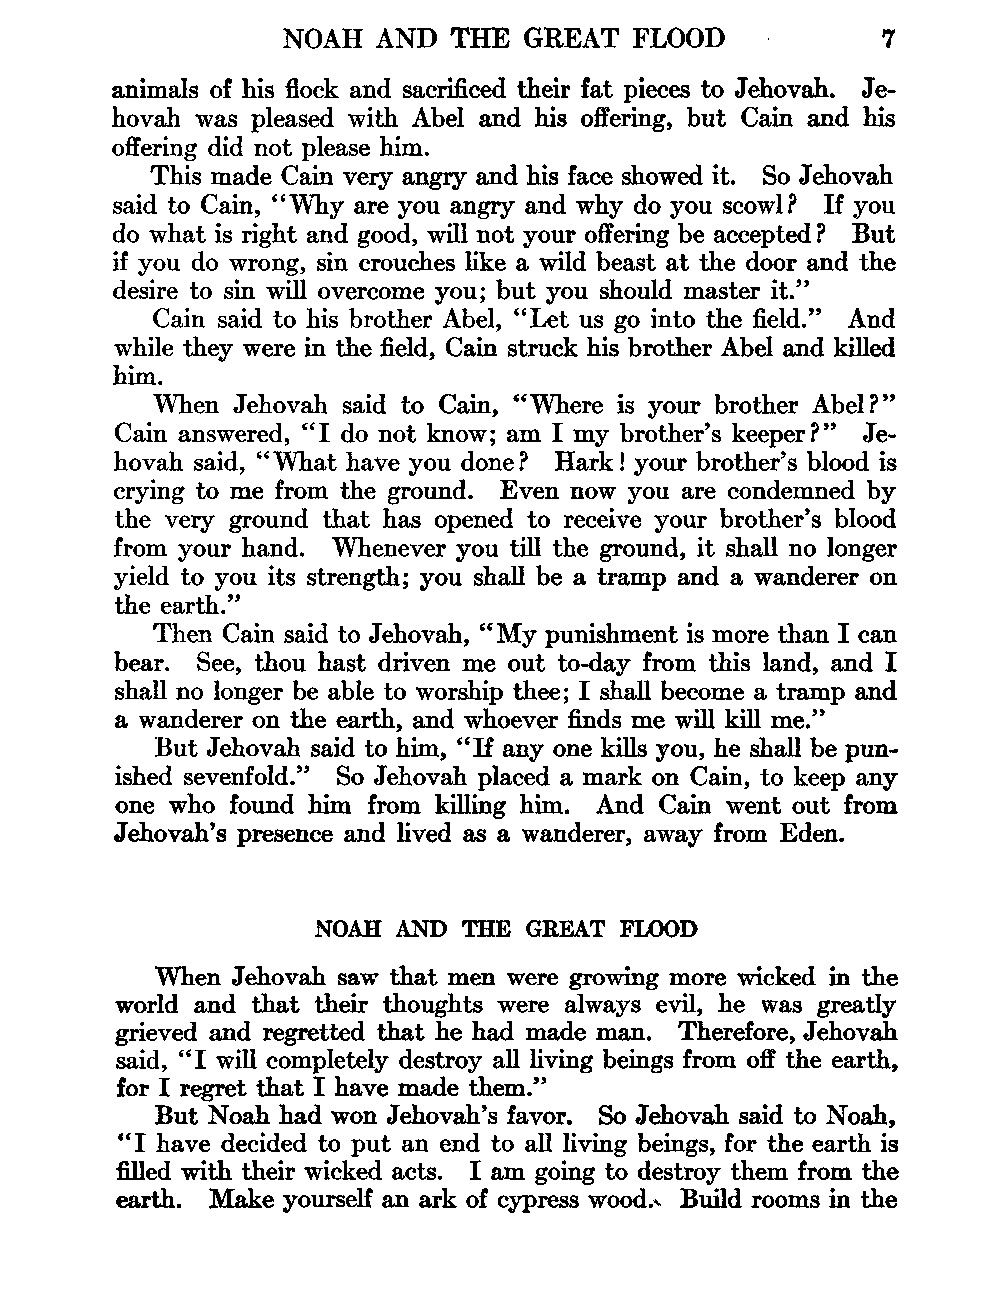 NOAH AND THE GREAT FLOOD 7
animals of his flock and sacrificed their fat pieces to Jehovah. Je-
hovah was pleased with Abel and his offering, but Cain and his
offering did not please him.
This made Cain very angry and his face showed it. So Jehovah
said to Cain, “Why are you angry and why do you scowl? If you
do what is right and good, will not your offering be accepted? But
if you do wrong, sin crouches like a wild beast at the door and the
desire to sin will overcome you; but you should master it.”
Cain said to his brother Abel, “Let us go into the field.” And
while they were in the field, Cain struck his brother Abel and killed
him.
When Jehovah said to Cain, “Where is your brother Abel?”
Cain answered, “I do not know; am I my brother’s keeper?” Je-
hovah said, “What have you done? Hark! your brother’s blood is
crying to me from the ground. Even now you are condemned by
the very ground that has opened to receive your brother’s blood
from your hand. Whenever you till the ground, it shall no longer
yield to you its strength; you shall be a tramp and a wanderer on
the earth.”
Then Cain said to Jehovah, “My punishment is more than I can
bear. See, thou hast driven me out to-day from this land, and I
shall no longer be able to worship thee; I shall become a tramp and
a wanderer on the earth, and whoever finds me will kill me.”
But Jehovah said to him, “If any one kills you, he shall be pun-
ished sevenfold.” So Jehovah placed a mark on Cain, to keep any
one who found him from killing him. And Cain went out from
Jehovah’s presence and lived as a wanderer, away from Eden.
NOAH AND THE GREAT FLOOD
When Jehovah saw that men were growing more wicked in the
world and that their thoughts were always evil, he was greatly
grieved and regretted that he had made man. Therefore, Jehovah
said, “I will completely destroy all living beings from off the earth,
for I regret that I have made them.”
But Noah had won Jehovah’s favor. So Jehovah said to Noah,
“I have decided to put an end to all living beings, for the earth is
filled with their wicked acts. I am going to destroy them from the
earth. Make yourself an ark of cypress wood. Build rooms in the